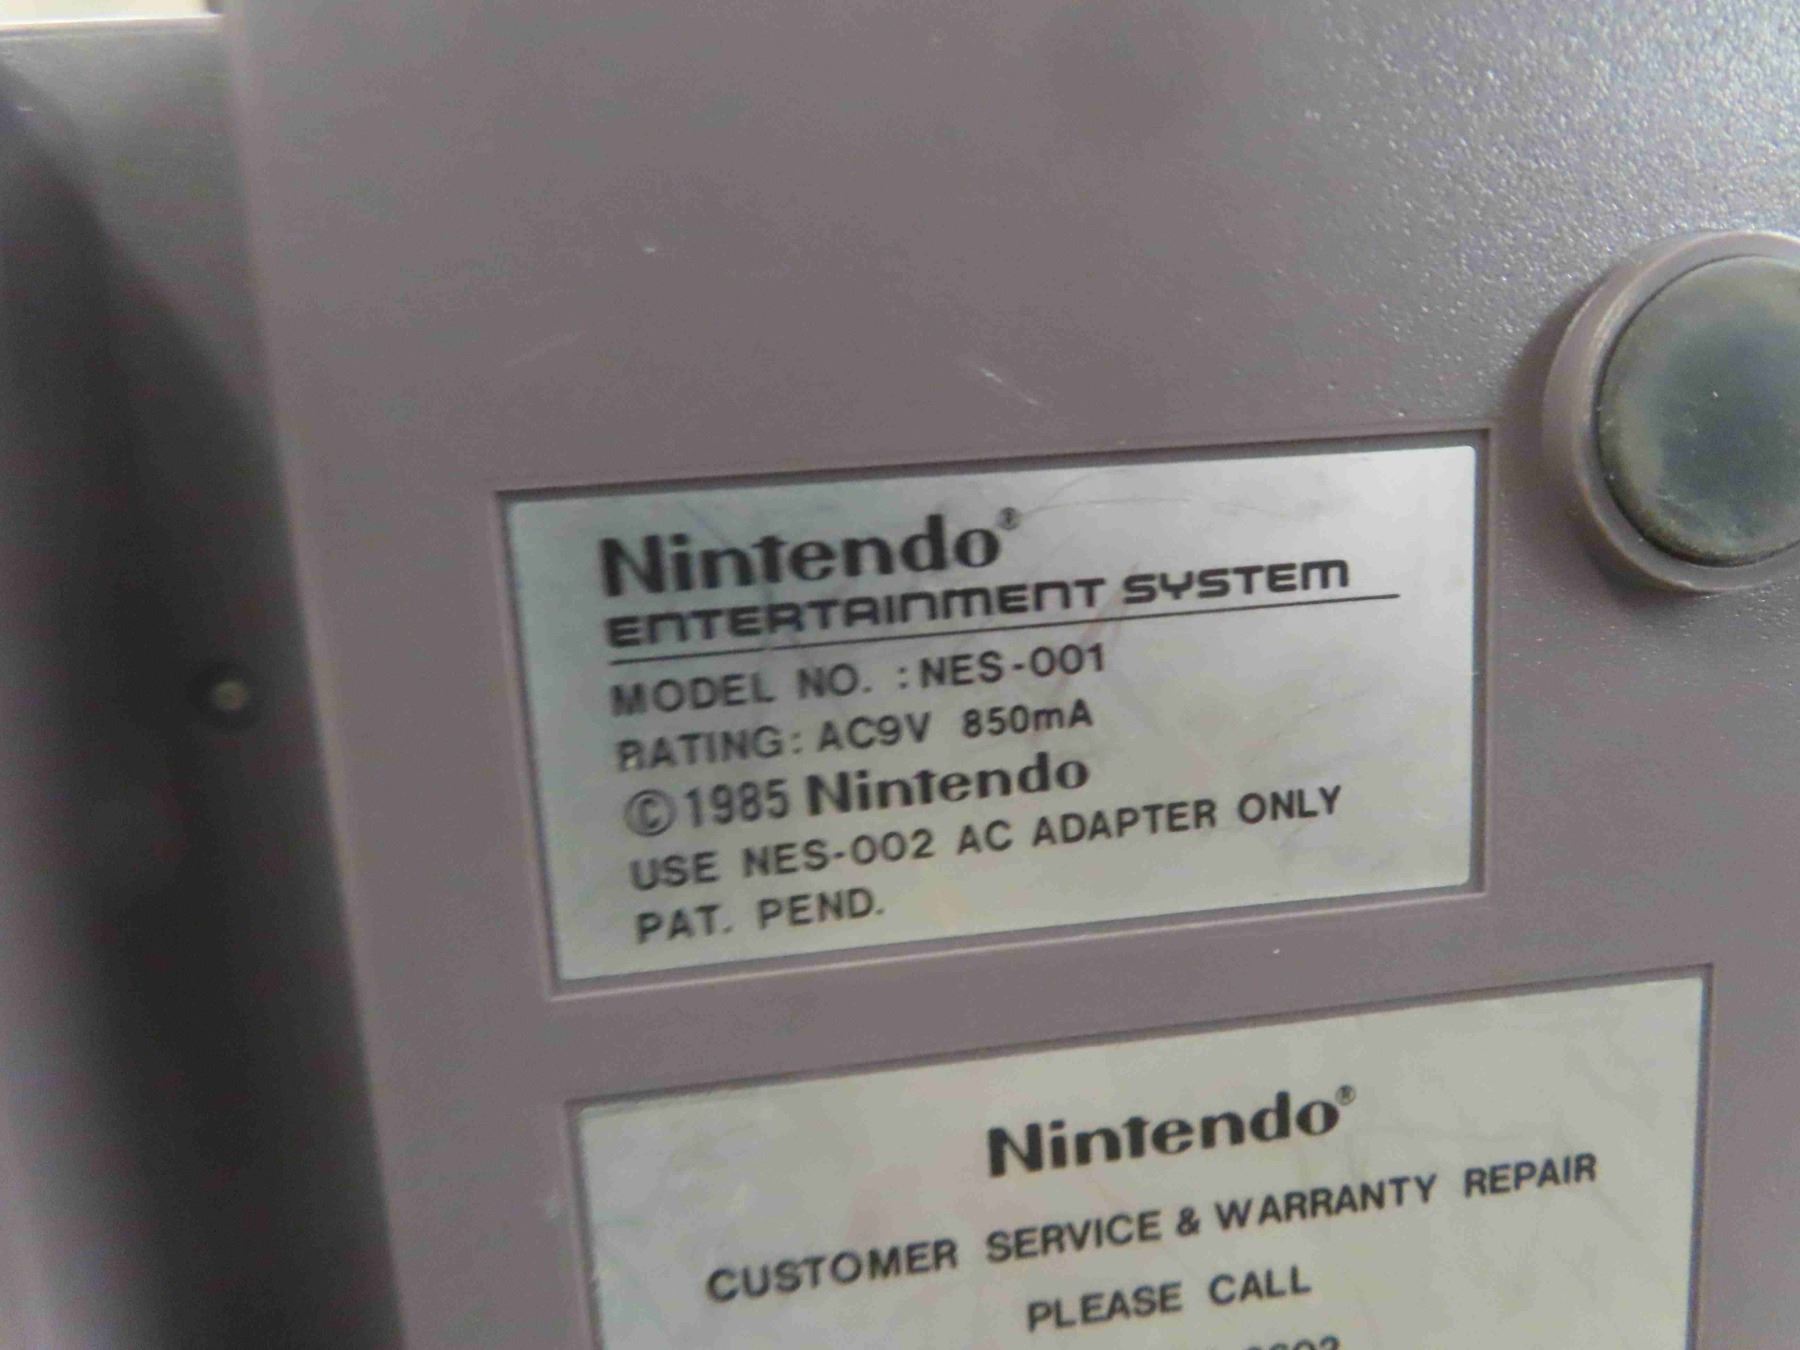 Nintendo®
ENTERTAINMENT SYSTEM
MODEL NO. : NES-001
RATING: AC9V 850mA
©1985 Nintendo
USE NES-002 AC ADAPTER ONLY
PAT. PEND.
Nintendo®
CUSTOMER SERVICE & WARRANTY REPAIR
PLEASE CALL